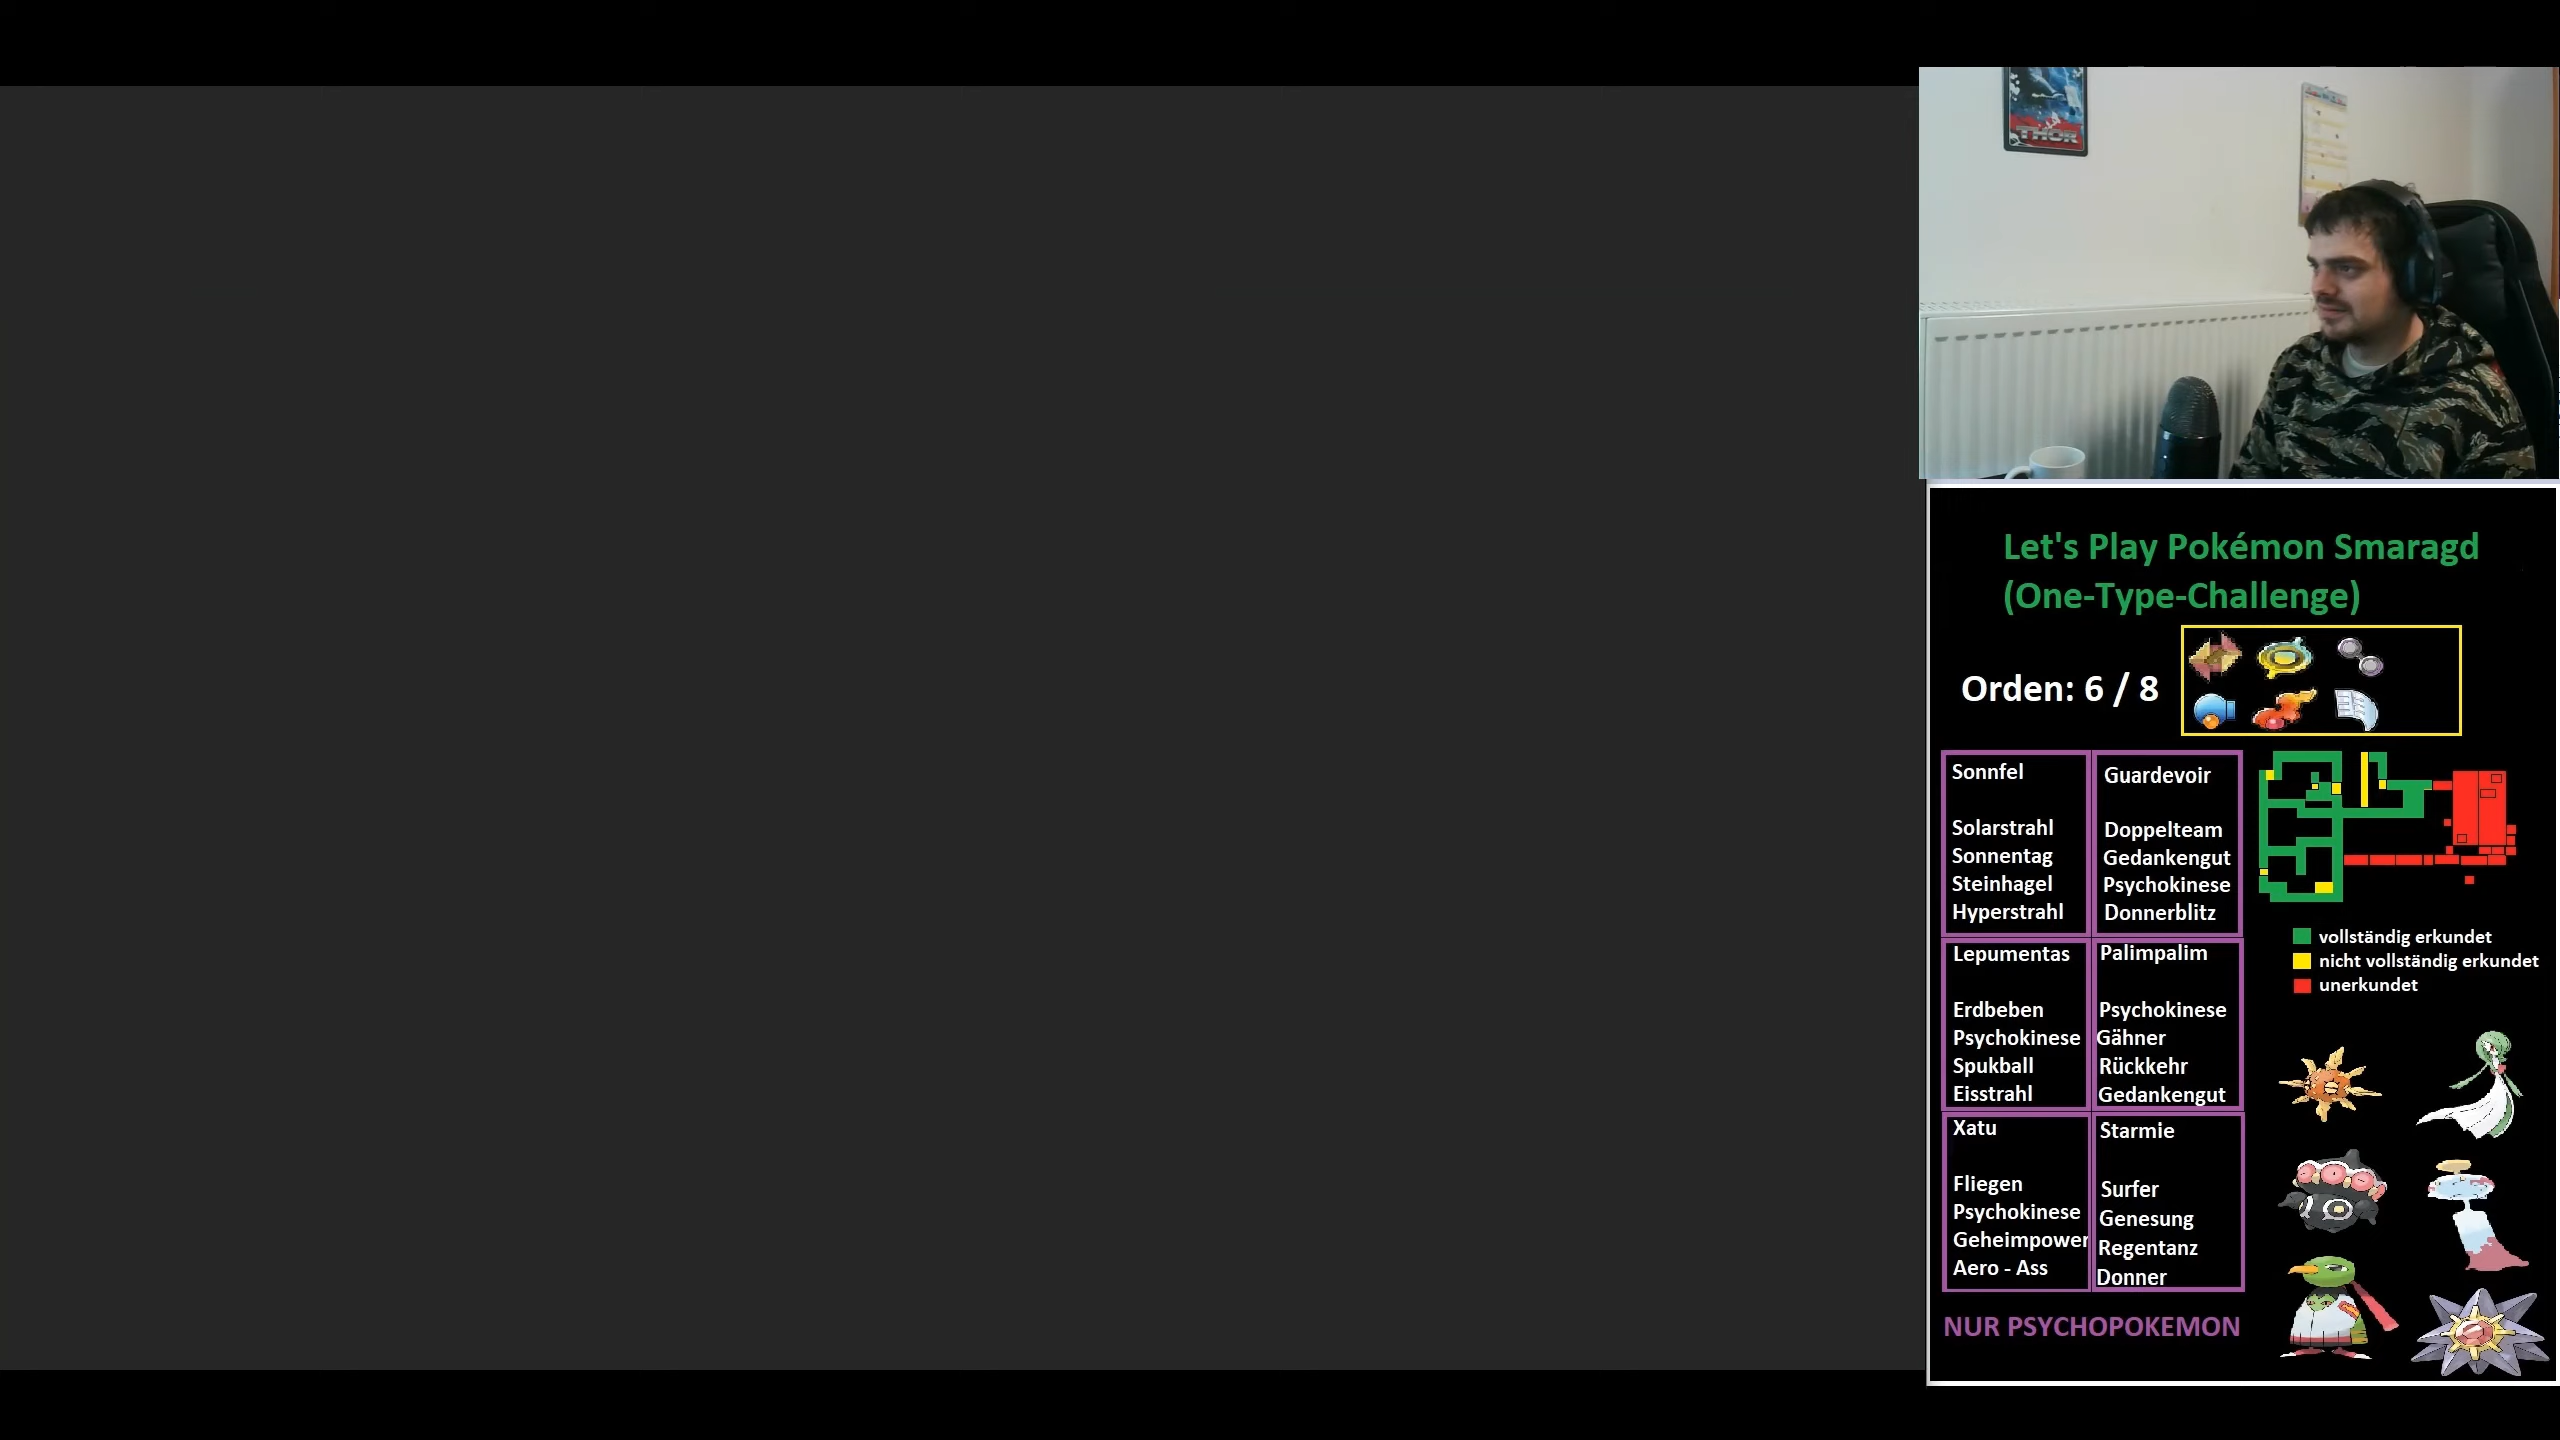 THOR
Let's Play Pokémon Smaragd
(One-Type-Challenge)
Orden: 6 / 8
Sonnfel
Solarstrahl
Sonnentag
Steinhagel
Hyperstrahl
Guardevoir
Doppelteam
Gedankengut
Psychokinese
Donnerblitz
vollständig erkundet
nicht vollständig erkundet
unerkundet
Lepumentas
Erdbeben
Psychokinese
Spukball
Eisstrahl
Palimpalim
Psychokinese
Gähner
Rückkehr
Gedankengut
Xatu
Fliegen
Psychokinese
Geheimpower
Aero - Ass
Starmie
Surfer
Genesung
Regentanz
Donner
NUR PSYCHOPOKEMON